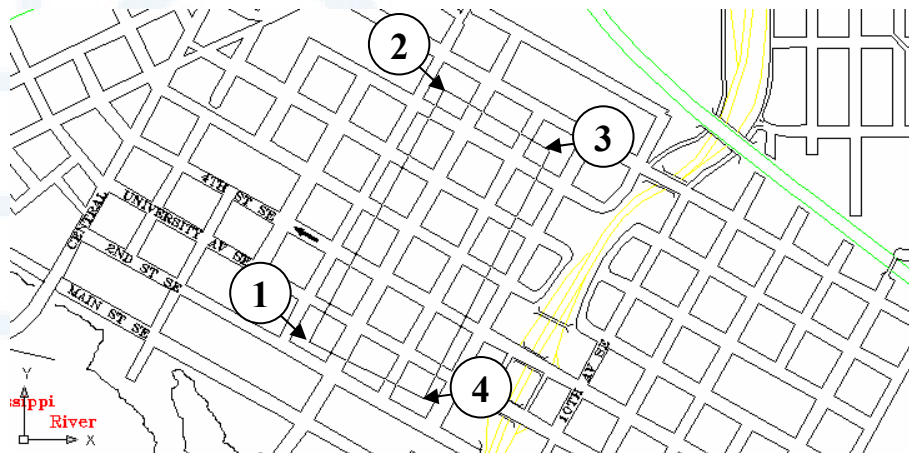 2
3
4TH ST SE
UNIVERSITY AV SE
CENTRAL
2ND ST SE
1
MAIN ST SE
10TH AV SE
4
Y
ssippi
River
X